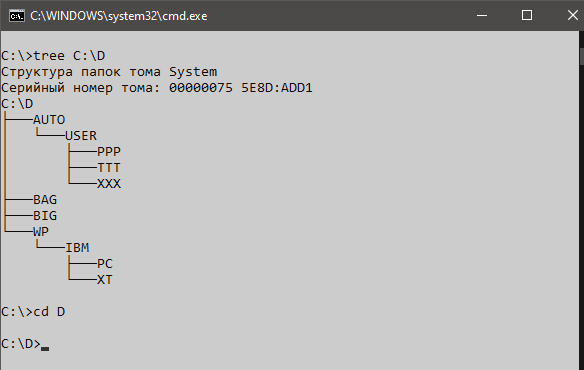 C:\WINDOWS\system32\cmd.exe
C:\>tree C:\D
Структура папок тома System
Серийный номер тома: 00000075 5E8D:ADD1
C:\D
├───AUTO
│   └───USER
│       ├───PPP
│       ├───TTT
│       └───XXX
├───BAG
├───BIG
└───WP
    └───IBM
        ├───PC
        └───XT
C:\>cd D
C:\D>